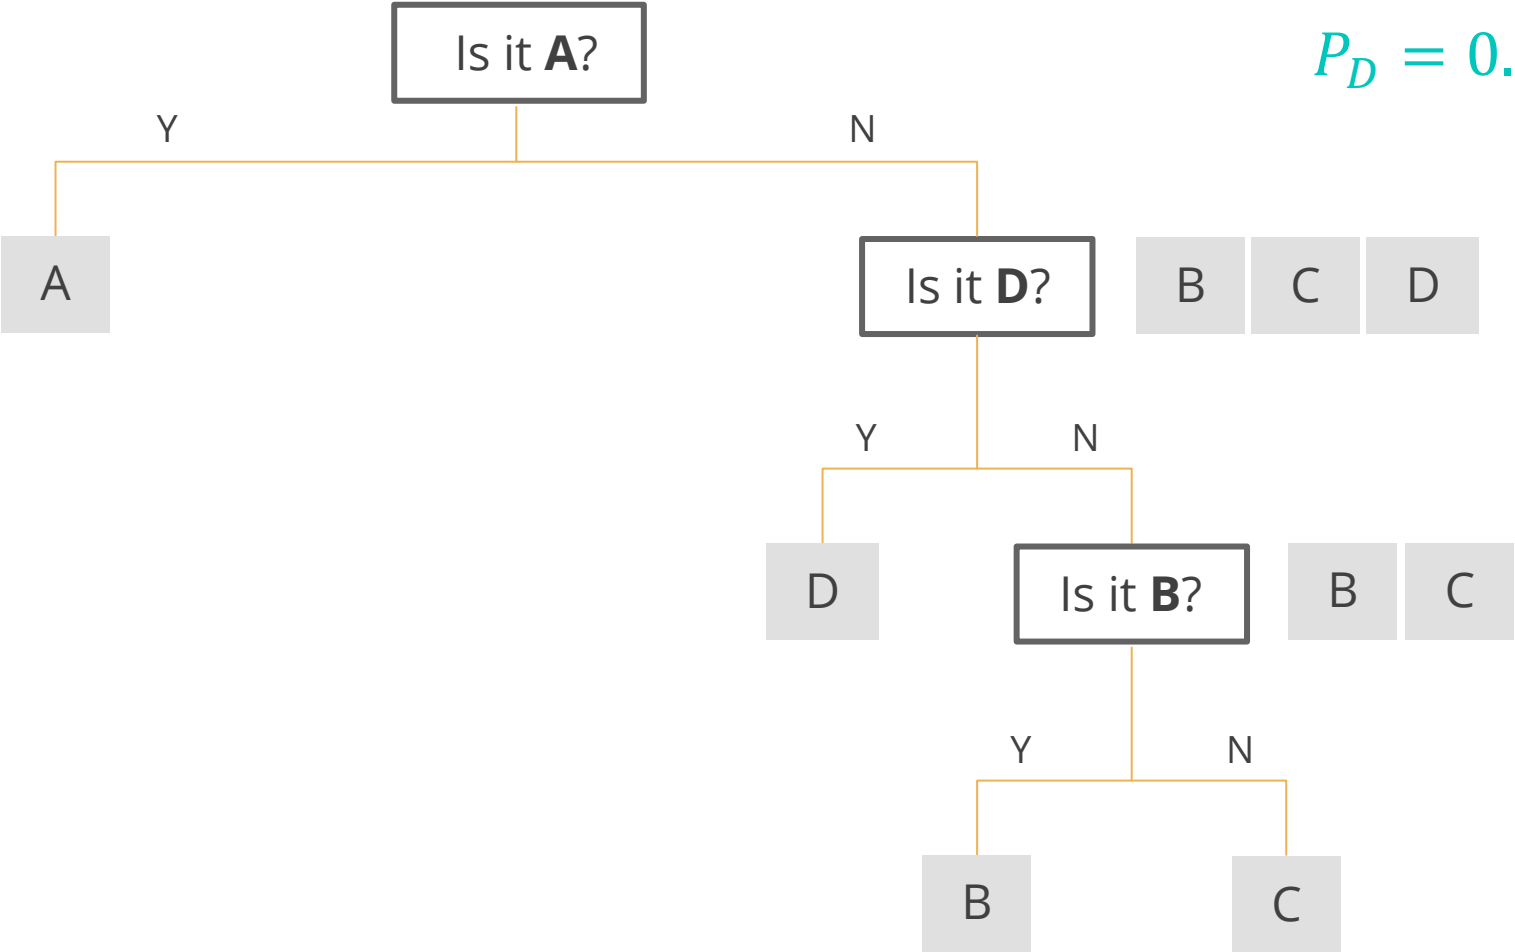 Is it A?
P_D = 0.
Y N
A
Is it D?
B C D
Y N
D
Is it B?
B C
Y N
B C